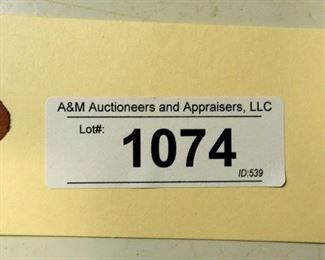 A&M Auctioneers and Appraisers, LLC
Lot#:
1074
ID:539